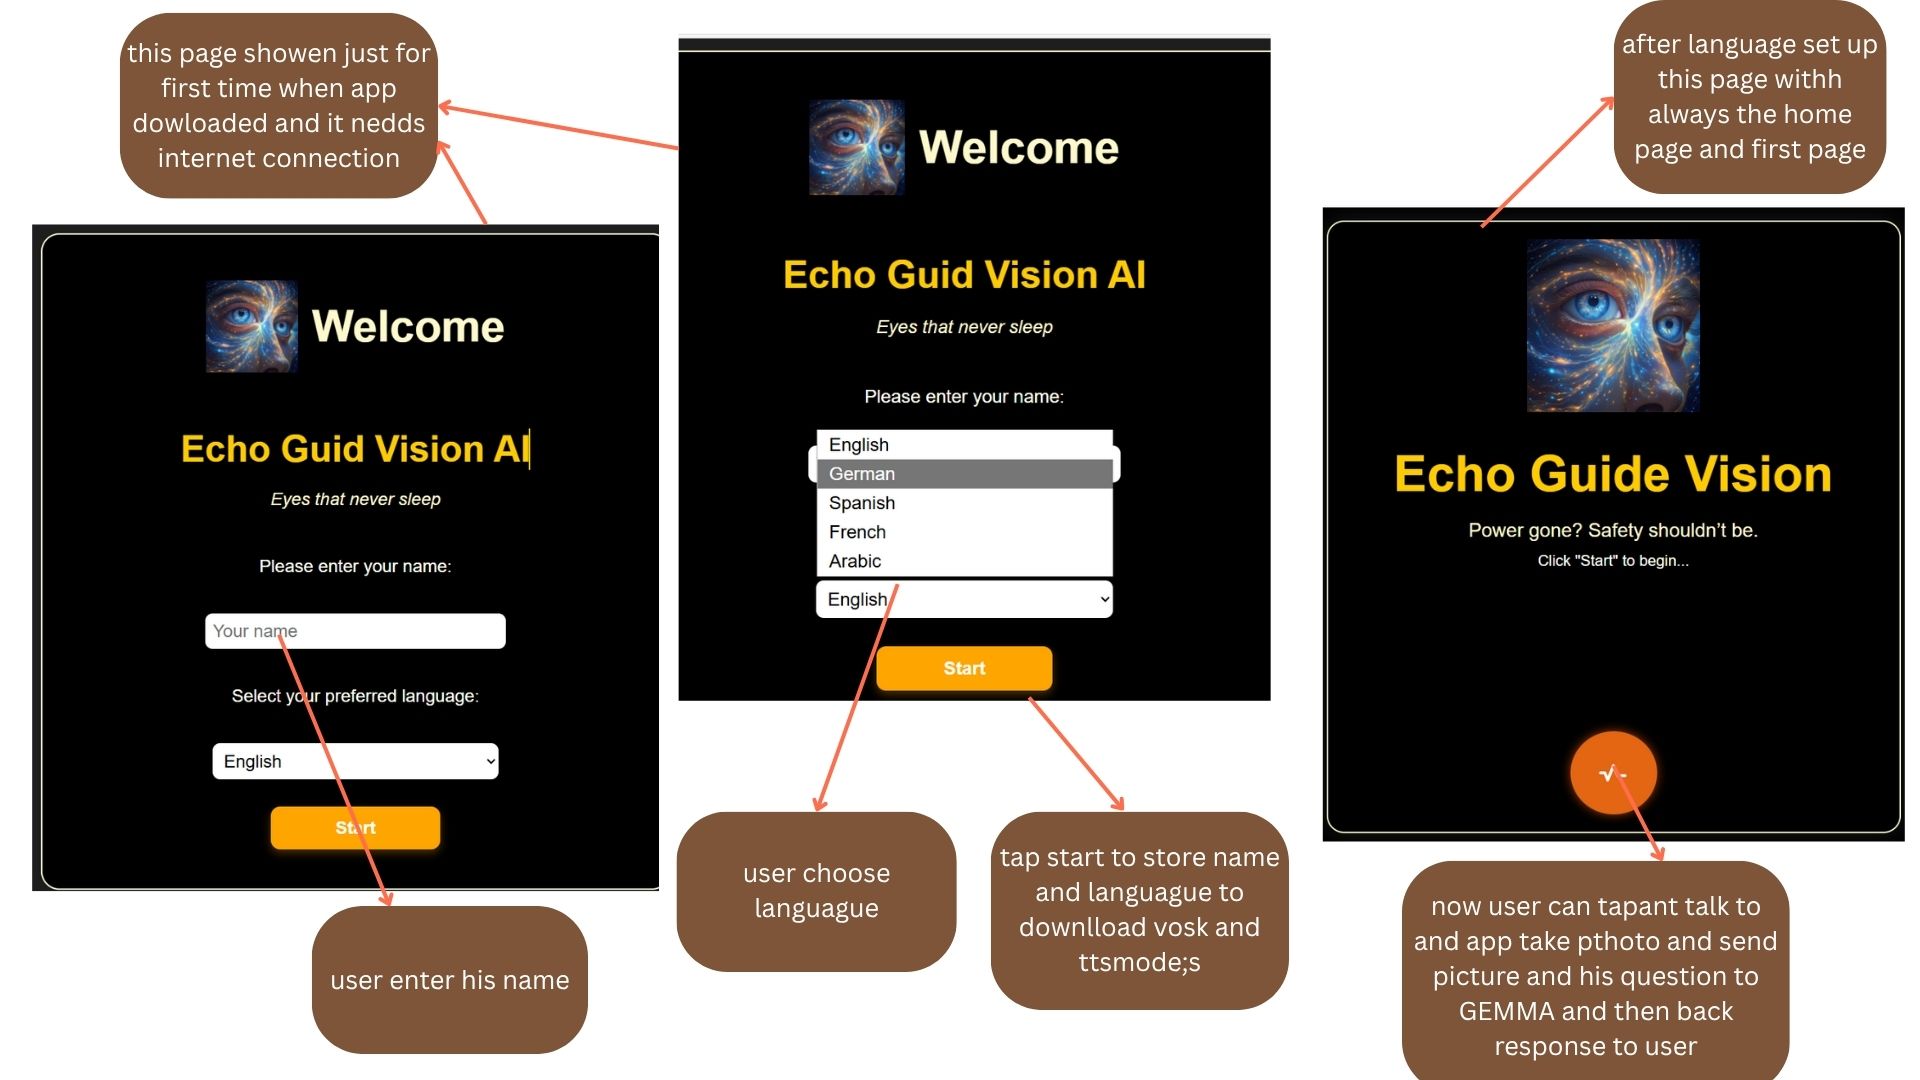 this page showen just for
first time when app
dowloaded and it nedds
internet connection
Welcome
Echo Guid Vision AI
Eyes that never sleep
Please enter your name:
Your name
Select your preferred language:
English
Start
user enter his name
Welcome
Echo Guid Vision AI
Eyes that never sleep
Please enter your name:
English
German
Spanish
French
Arabic
English
Start
user choose
languague
tap start to store name
and languague to
downlload vosk and
ttsmode;s
after language set up
this page withh
always the home
page and first page
Echo Guide Vision
Power gone? Safety shouldn’t be.
Click "Start" to begin...
now user can tapant talk to
and app take pthoto and send
picture and his question to
GEMMA and then back
response to user